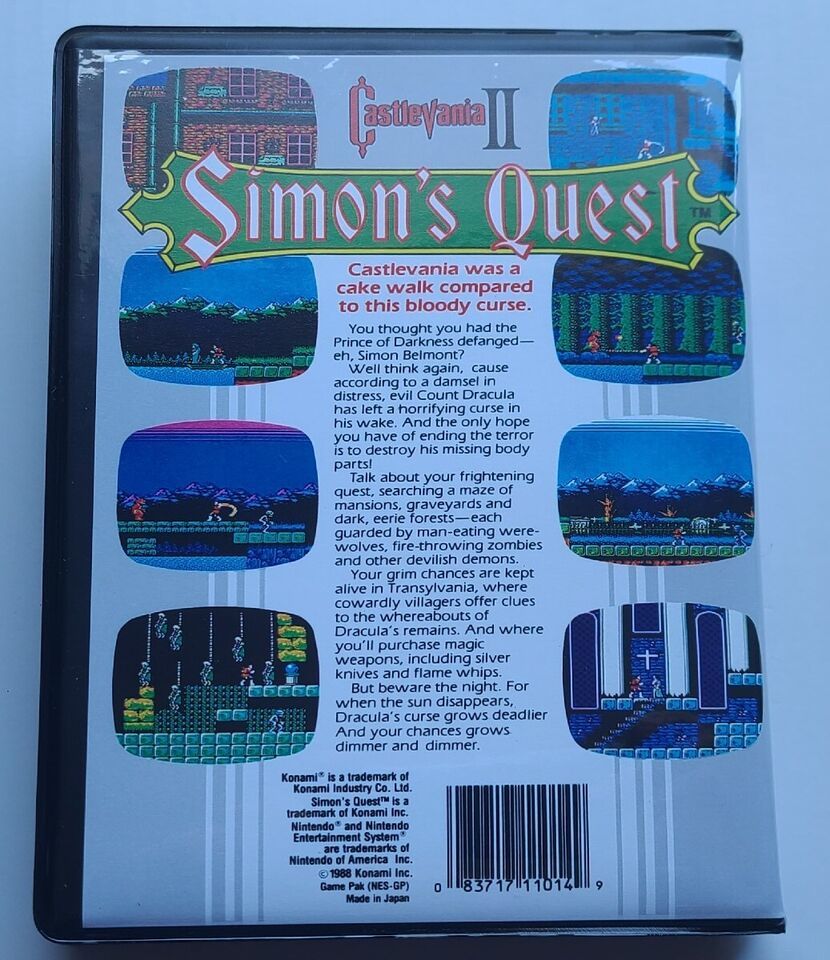 Castlevania II
Simon's Quest™
Castlevania was a
cake walk compared
to this bloody curse.
You thought you had the
Prince of Darkness defanged—
eh, Simon Belmont?
Well think again, cause
according to a damsel in
distress, evil Count Dracula
has left a horrifying curse in
his wake. And the only hope
you have of ending the terror
is to destroy his missing body
parts!
Talk about your frightening
quest, searching a maze of
mansions, graveyards and
dark, eerie forests—each
guarded by man-eating were-
wolves, fire-throwing zombies
and other devilish demons.
Your grim chances are kept
alive in Transylvania, where
cowardly villagers offer clues
to the whereabouts of
Dracula's remains. And where
you'll purchase magic
weapons, including silver
knives and flame whips.
But beware the night. For
when the sun disappears,
Dracula's curse grows deadlier
And your chances grows
dimmer and dimmer.
Konami® is a trademark of
Konami Industry Co. Ltd.
Simon's Quest™ is a
trademark of Konami Inc.
Nintendo® and Nintendo
Entertainment System®
are trademarks of
Nintendo of America Inc.
© 1988 Konami Inc.
Game Pak (NES-GP)
Made in Japan
0 83717 11014 9